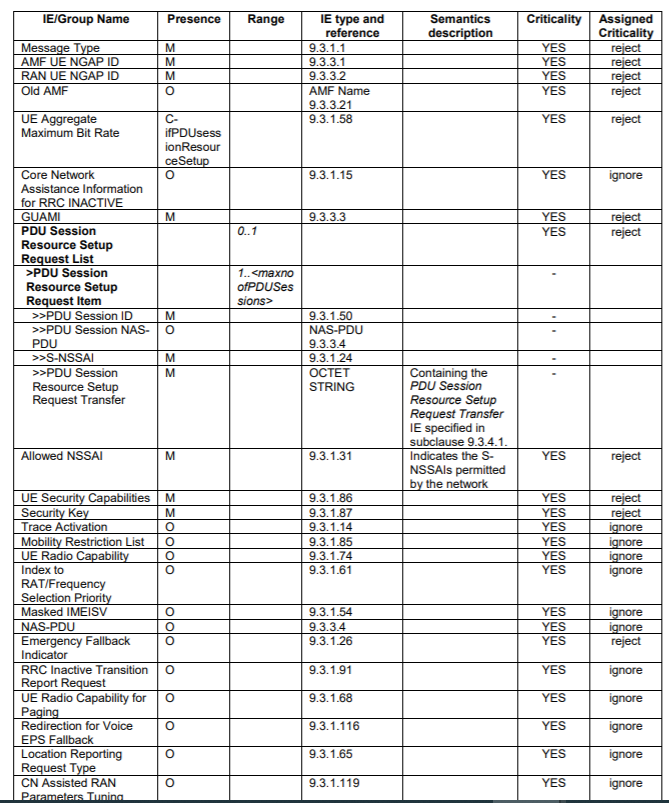 IE/Group Name Presence Range IE type and reference Semantics description Criticality Assigned Criticality
Message Type M 9.3.1.1 YES reject
AMF UE NGAP ID M 9.3.3.1 YES reject
RAN UE NGAP ID M 9.3.3.2 YES reject
Old AMF O AMF Name 9.3.3.21 YES reject
UE Aggregate Maximum Bit Rate C-ifPDUsessionResourceSetup 9.3.1.58 YES reject
Core Network Assistance Information for RRC INACTIVE O 9.3.1.15 YES ignore
GUAMI M 9.3.3.3 YES reject
PDU Session Resource Setup Request List 0..1 YES reject
>PDU Session Resource Setup Request Item 1..<maxnoofPDUSessions> -
>>PDU Session ID M 9.3.1.50 -
>>PDU Session NAS-PDU O NAS-PDU 9.3.3.4 -
>>S-NSSAI M 9.3.1.24 -
>>PDU Session Resource Setup Request Transfer M OCTET STRING Containing the PDU Session Resource Setup Request Transfer IE specified in subclause 9.3.4.1. -
Allowed NSSAI M 9.3.1.31 Indicates the S-NSSAIs permitted by the network YES reject
UE Security Capabilities M 9.3.1.86 YES reject
Security Key M 9.3.1.87 YES reject
Trace Activation O 9.3.1.14 YES ignore
Mobility Restriction List O 9.3.1.85 YES ignore
UE Radio Capability O 9.3.1.74 YES ignore
Index to RAT/Frequency Selection Priority O 9.3.1.61 YES ignore
Masked IMEISV O 9.3.1.54 YES ignore
NAS-PDU O 9.3.3.4 YES ignore
Emergency Fallback Indicator O 9.3.1.26 YES reject
RRC Inactive Transition Report Request O 9.3.1.91 YES ignore
UE Radio Capability for Paging O 9.3.1.68 YES ignore
Redirection for Voice EPS Fallback O 9.3.1.116 YES ignore
Location Reporting Request Type O 9.3.1.65 YES ignore
CN Assisted RAN Parameters Tuning O 9.3.1.119 YES ignore